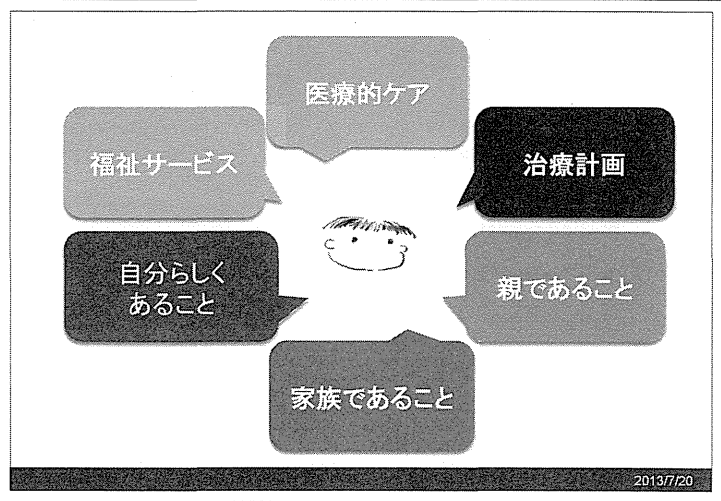 医療的ケア
福祉サービス
治療計画
自分らしく
あること
親であること
家族であること
2013/7/20